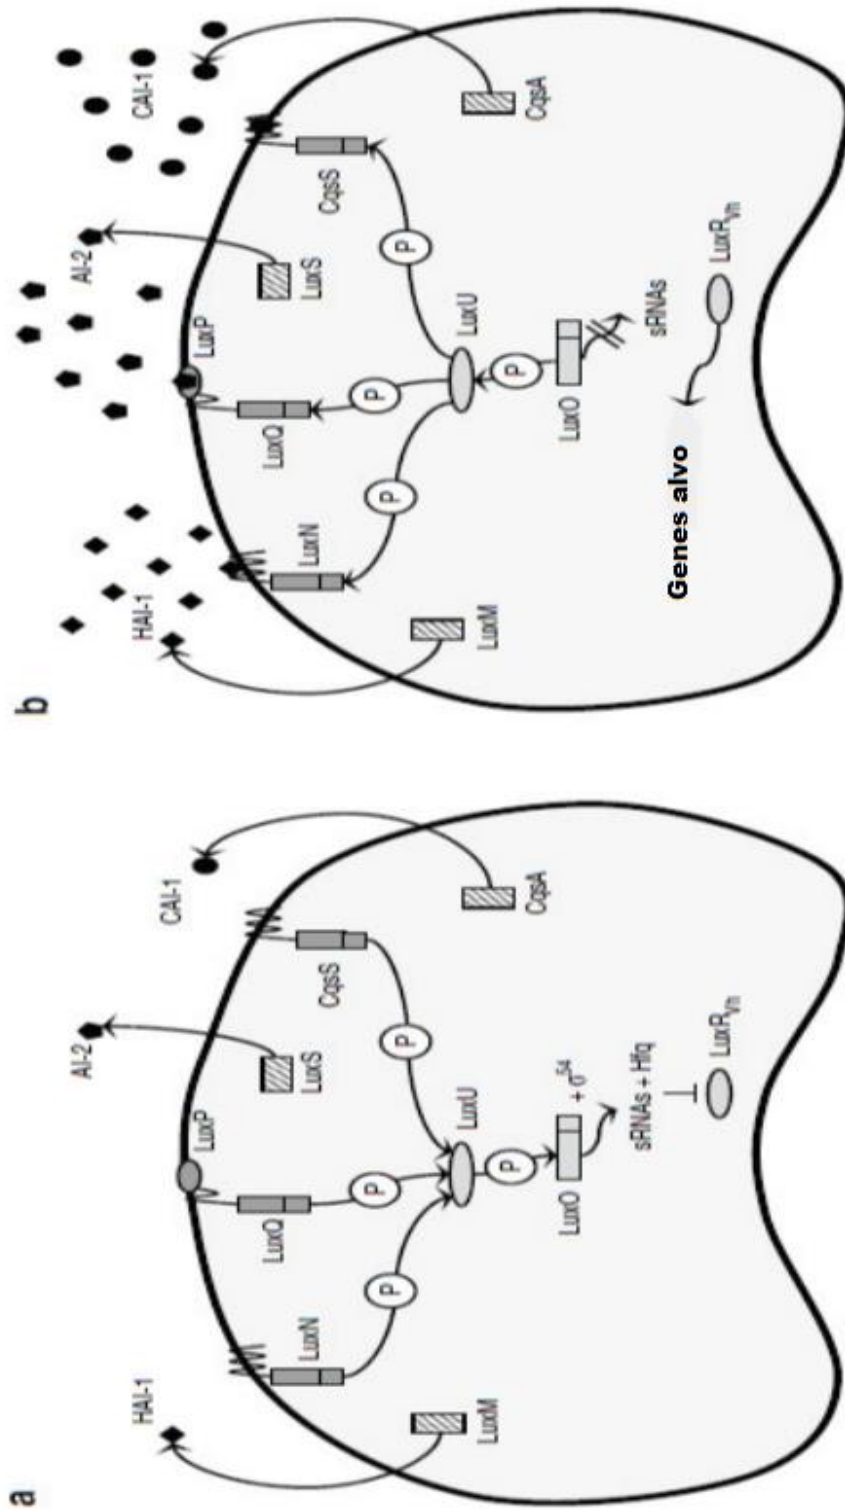 a
HAI-1
AI-2
CAI-1
LuxP
LuxN
LuxQ
LuxS
CqsS
P
P
P
LuxM
LuxU
CqsA
P
LuxO
+ σ54
sRNAs + Hfq
LuxRVh
b
HAI-1
AI-2
CAI-1
LuxP
LuxN
LuxQ
LuxS
CqsS
P
P
P
LuxM
LuxU
CqsA
P
LuxO
sRNAs
Genes alvo
LuxRVh